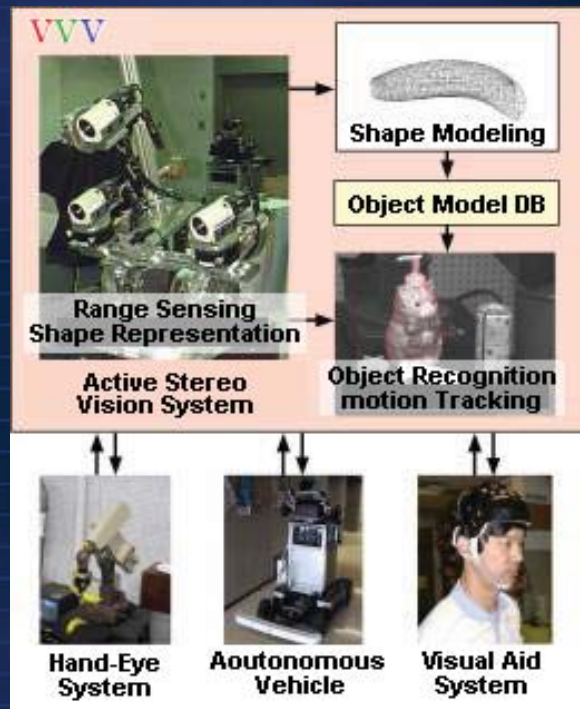 VVV
Shape Modeling
Object Model DB
Range Sensing
Shape Representation
Active Stereo
Vision System
Object Recognition
motion Tracking
Hand-Eye
System
Aoutonomous
Vehicle
Visual Aid
System